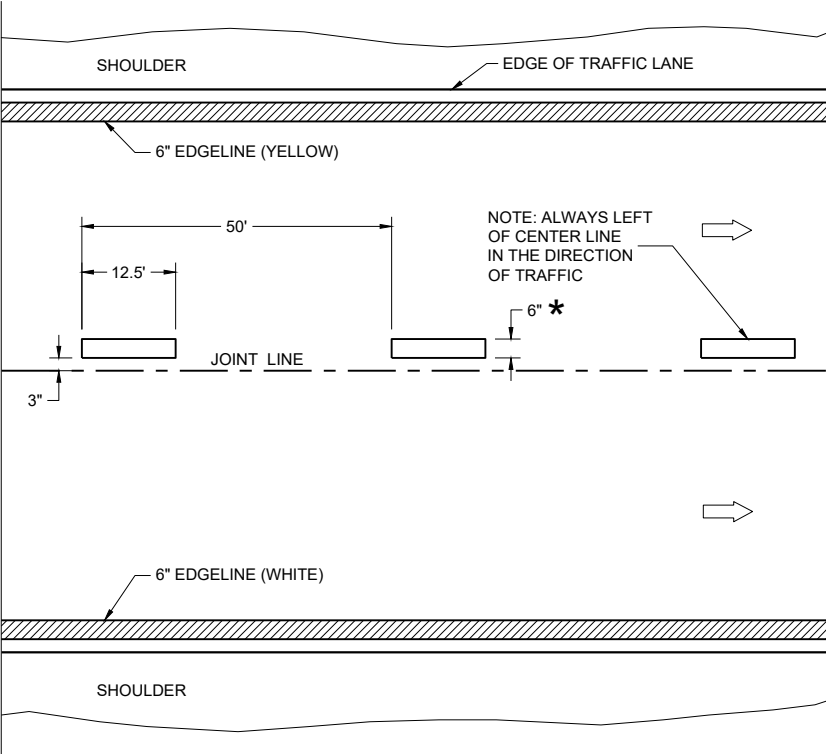 SHOULDER
EDGE OF TRAFFIC LANE
6" EDGELINE (YELLOW)
50'
NOTE: ALWAYS LEFT
OF CENTER LINE
IN THE DIRECTION
OF TRAFFIC
12.5'
6" *
JOINT LINE
3"
6" EDGELINE (WHITE)
SHOULDER